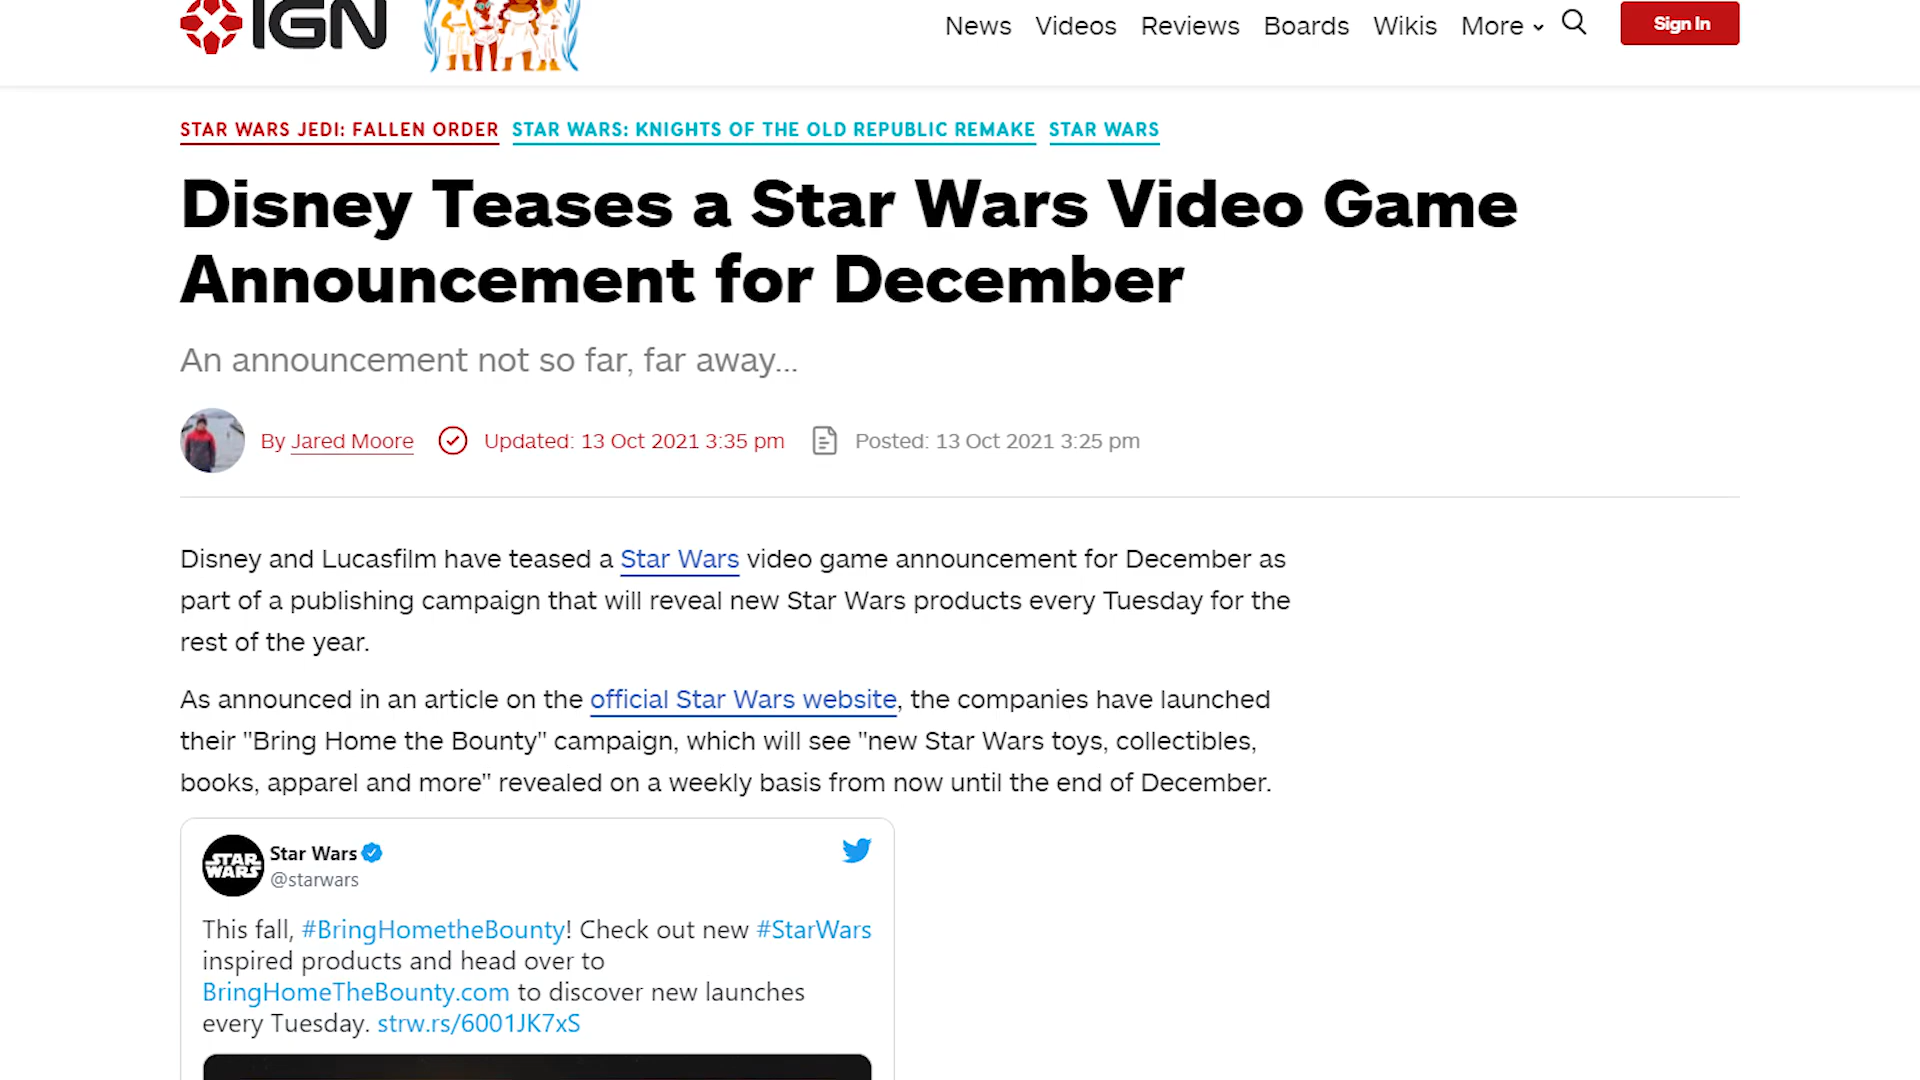 IGN
News Videos Reviews Boards Wikis More Sign In
STAR WARS JEDI: FALLEN ORDER STAR WARS: KNIGHTS OF THE OLD REPUBLIC REMAKE STAR WARS
Disney Teases a Star Wars Video Game
Announcement for December
An announcement not so far, far away...
By Jared Moore Updated: 13 Oct 2021 3:35 pm Posted: 13 Oct 2021 3:25 pm
Disney and Lucasfilm have teased a Star Wars video game announcement for December as
part of a publishing campaign that will reveal new Star Wars products every Tuesday for the
rest of the year.
As announced in an article on the official Star Wars website, the companies have launched
their "Bring Home the Bounty" campaign, which will see "new Star Wars toys, collectibles,
books, apparel and more" revealed on a weekly basis from now until the end of December.
STAR
WARS
Star Wars
@starwars
This fall, #BringHometheBounty! Check out new #StarWars
inspired products and head over to
BringHomeTheBounty.com to discover new launches
every Tuesday. strw.rs/6001JK7xS